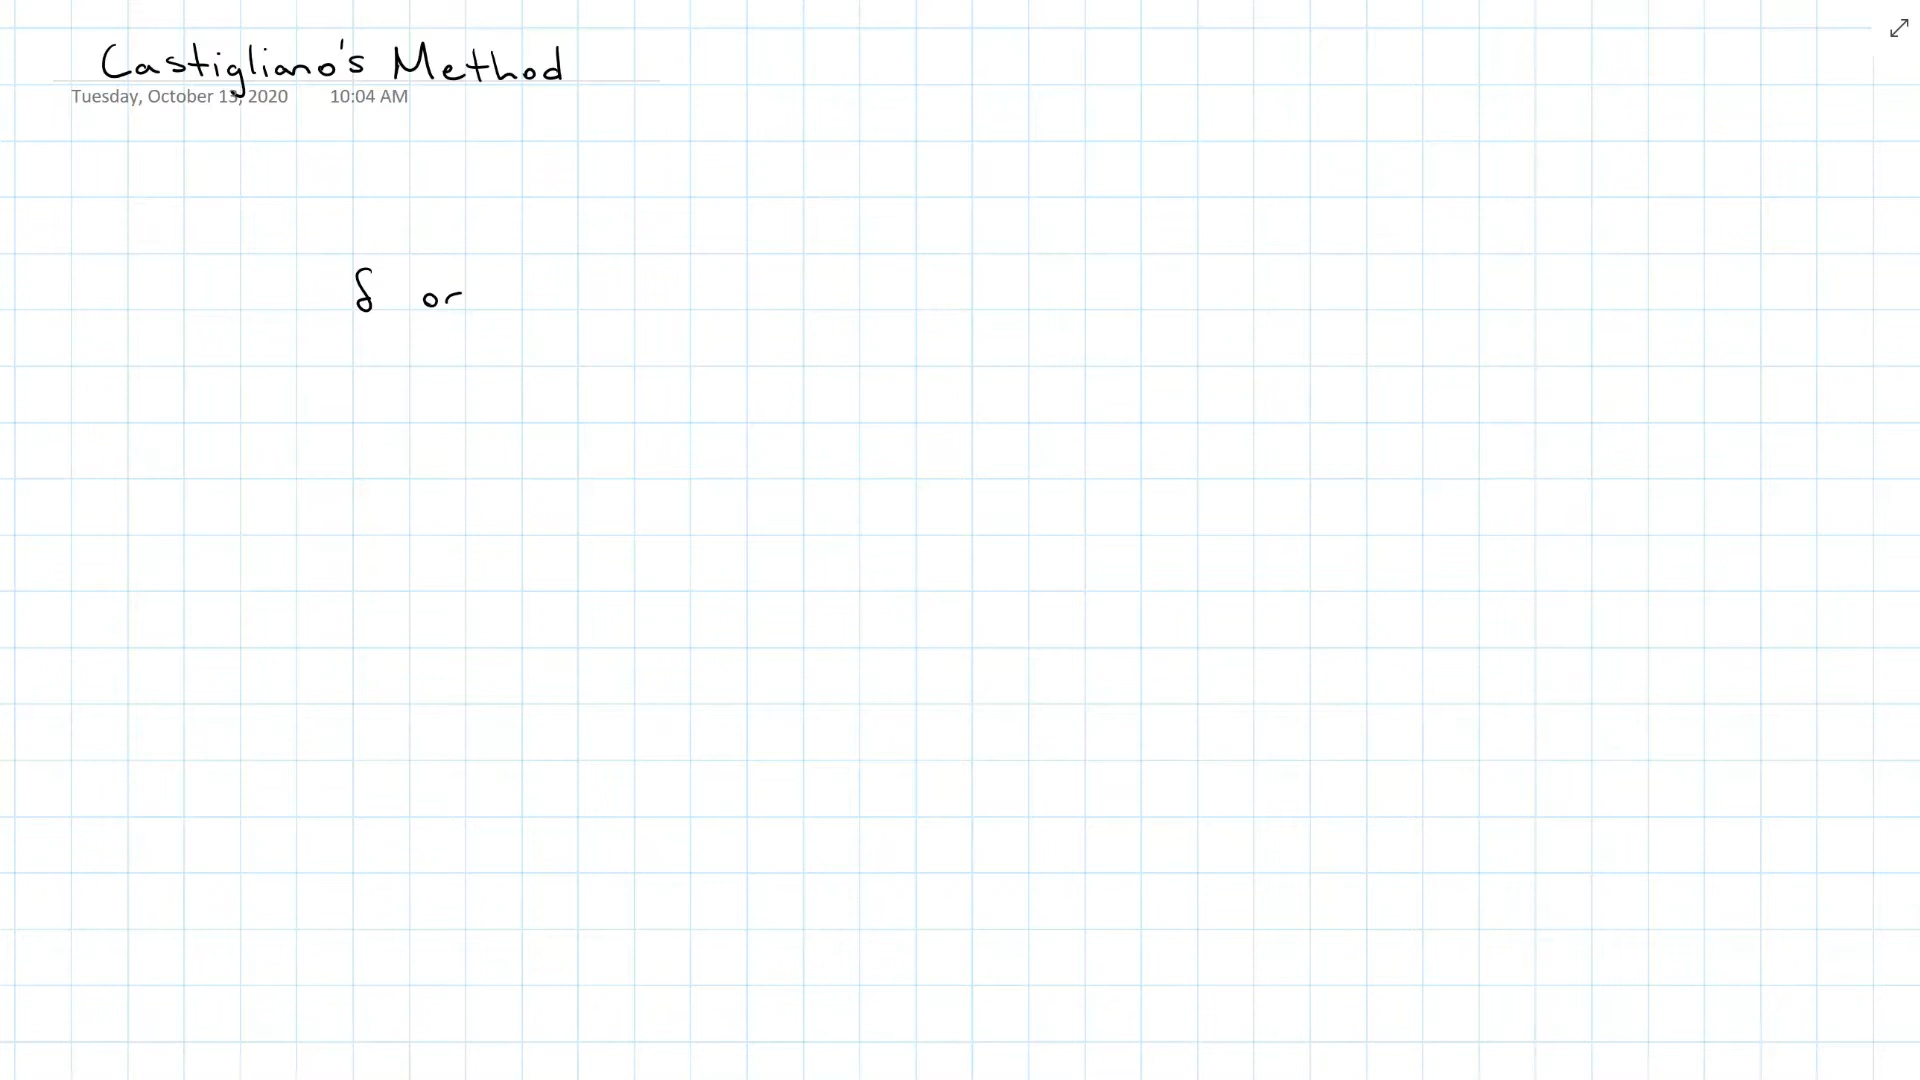 Castigliano's Method
Tuesday, October 13, 2020 10:04 AM
δ or